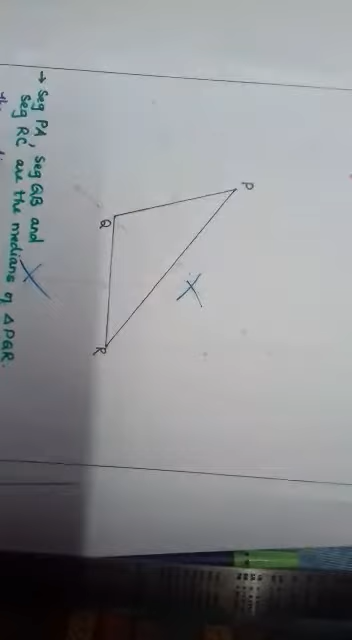 P
Q
R
→ Seg PA, Seg QB and
Seg RC are the medians of △PQR.